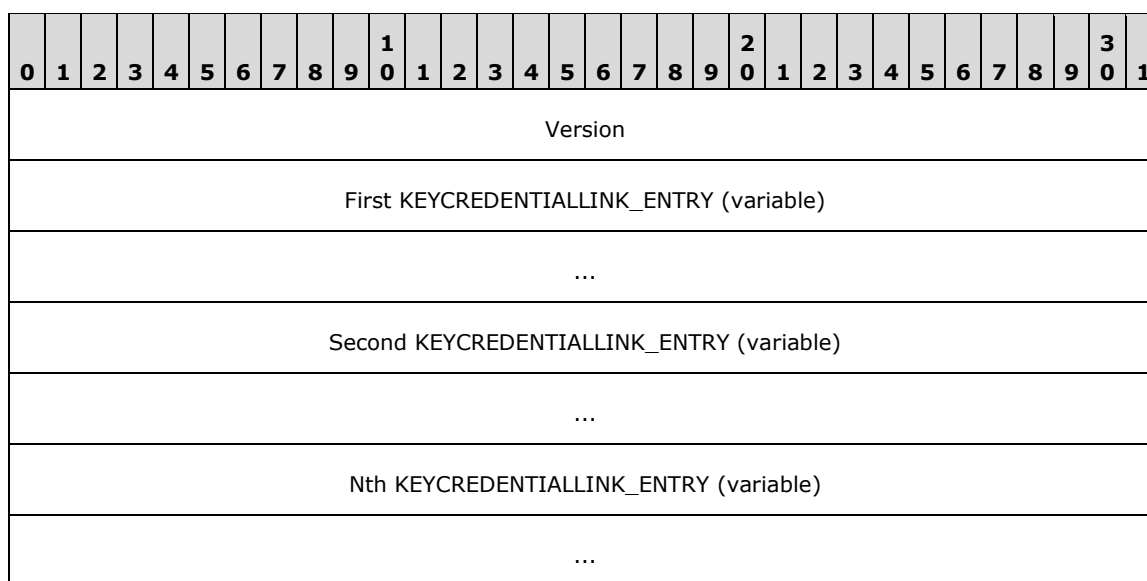 1 2 3
0 1 2 3 4 5 6 7 8 9 0 1 2 3 4 5 6 7 8 9 0 1 2 3 4 5 6 7 8 9 0 1
Version
First KEYCREDENTIALLINK_ENTRY (variable)
...
Second KEYCREDENTIALLINK_ENTRY (variable)
...
Nth KEYCREDENTIALLINK_ENTRY (variable)
...